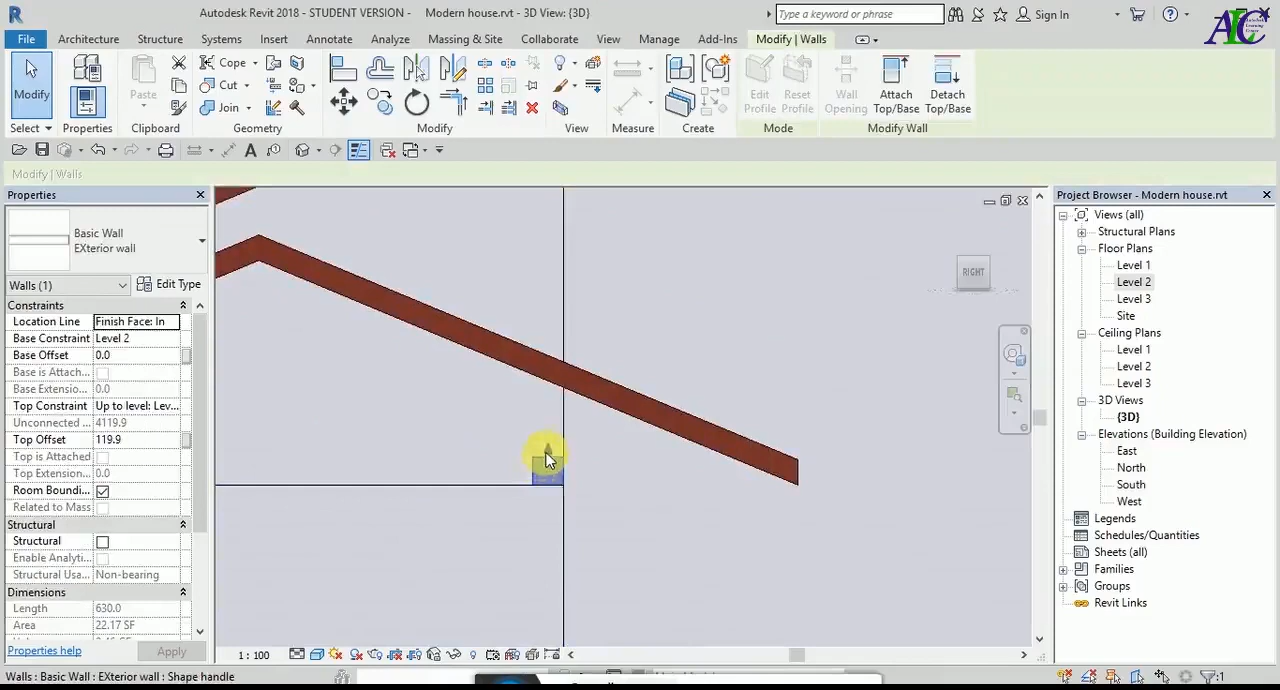 Autodesk Revit 2018 - STUDENT VERSION - Modern house.rvt - 3D View: {3D}
Type a keyword or phrase
Sign In
ALC
File Architecture Structure Systems Insert Annotate Analyze Massing & Site Collaborate View Manage Add-Ins Modify | Walls
Modify
Paste
Cope
Cut
Join
Edit Profile
Reset Profile
Wall Opening
Attach Top/Base
Detach Top/Base
Select Properties Clipboard Geometry Modify View Measure Create Mode Modify Wall
Modify | Walls
Properties
Basic Wall
EXterior wall
Walls (1) Edit Type
Constraints
Location Line Finish Face: In
Base Constraint Level 2
Base Offset 0.0
Base is Attach...
Base Extensio... 0.0
Top Constraint Up to level: Lev...
Unconnected ... 4119.9
Top Offset 119.9
Top is Attached
Top Extension... 0.0
Room Boundi...
Related to Mass
Structural
Structural
Enable Analyti...
Structural Usa... Non-bearing
Dimensions
Length 630.0
Area 22.17 SF
Properties help Apply
RIGHT
1 : 100
Project Browser - Modern house.rvt
Views (all)
Structural Plans
Floor Plans
Level 1
Level 2
Level 3
Site
Ceiling Plans
Level 1
Level 2
Level 3
3D Views
{3D}
Elevations (Building Elevation)
East
North
South
West
Legends
Schedules/Quantities
Sheets (all)
Families
Groups
Revit Links
Walls : Basic Wall : EXterior wall : Shape handle
:1